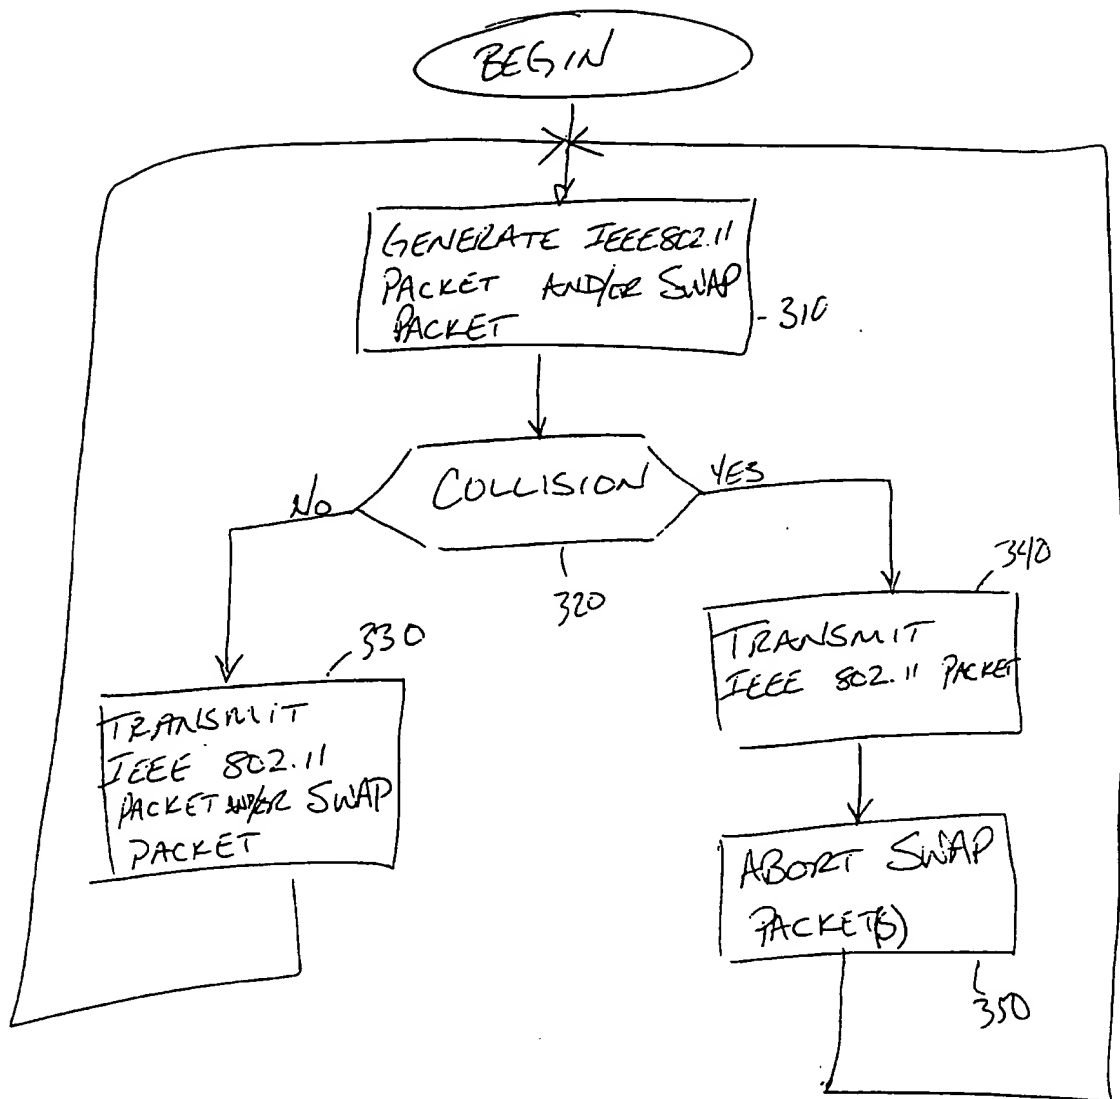 BEGIN
GENERATE IEEE802.11
PACKET AND/OR SWAP
PACKET
- 310
COLLISION
NO
YES
320
340
330
TRANSMIT
IEEE 802.11 PACKET
TRANSMIT
IEEE 802.11
PACKET AND/OR SWAP
PACKET
ABORT SWAP
PACKET(S)
350